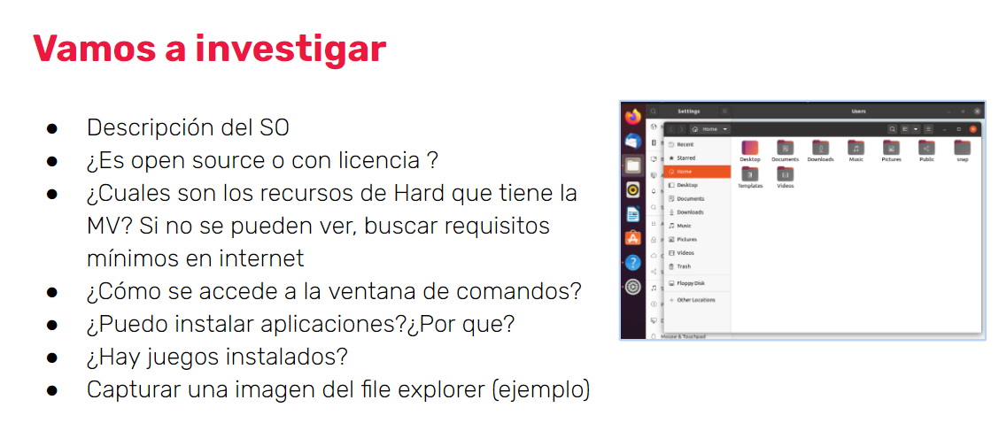 Vamos a investigar
● Descripción del SO
● ¿Es open source o con licencia ?
● ¿Cuales son los recursos de Hard que tiene la
MV? Si no se pueden ver, buscar requisitos
mínimos en internet
● ¿Cómo se accede a la ventana de comandos?
● ¿Puedo instalar aplicaciones?¿Por que?
● ¿Hay juegos instalados?
● Capturar una imagen del file explorer (ejemplo)
Settings
Users
Home
Recent
Starred
Home
Desktop
Documents
Downloads
Music
Pictures
Videos
Trash
Floppy Disk
+ Other Locations
Desktop Documents Downloads Music Pictures Public snap
Templates Videos
Mouse & Touchpad